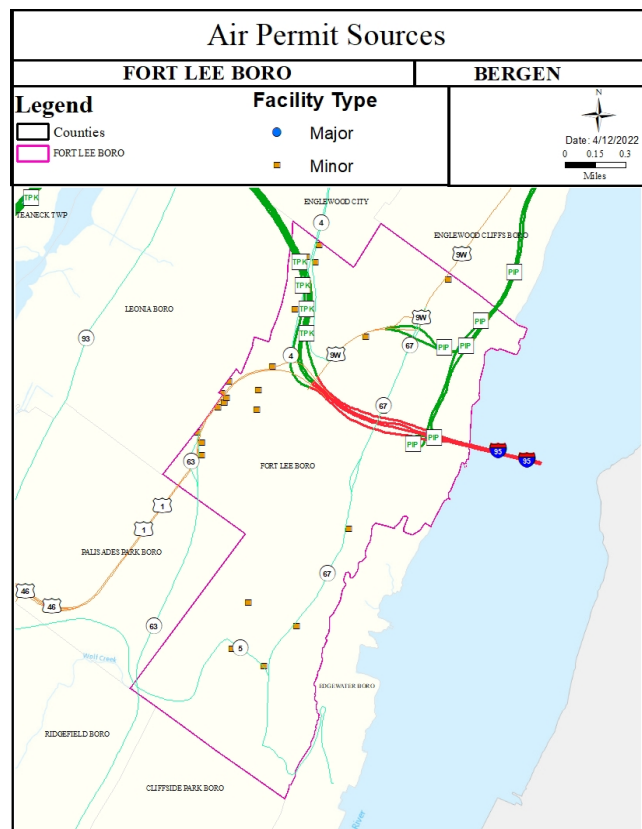 Air Permit Sources
FORT LEE BORO
BERGEN
Legend
Counties
FORT LEE BORO
Facility Type
Major
Minor
N
Date: 4/12/2022
0 0.15 0.3
Miles
TPK
TEANECK TWP
ENGLEWOOD CITY
4
ENGLEWOOD CLIFFS BORO
9W
TPK
PIP
TPK
LEONIA BORO
TPK
9W
PIP
93
TPK
67
PIP
PIP
4
9W
67
PIP
PIP
95
95
63
FORT LEE BORO
1
1
PALISADES PARK BORO
67
46
46
63
5
Wolf Creek
EDGEWATER BORO
RIDGEFIELD BORO
CLIFFSIDE PARK BORO
River